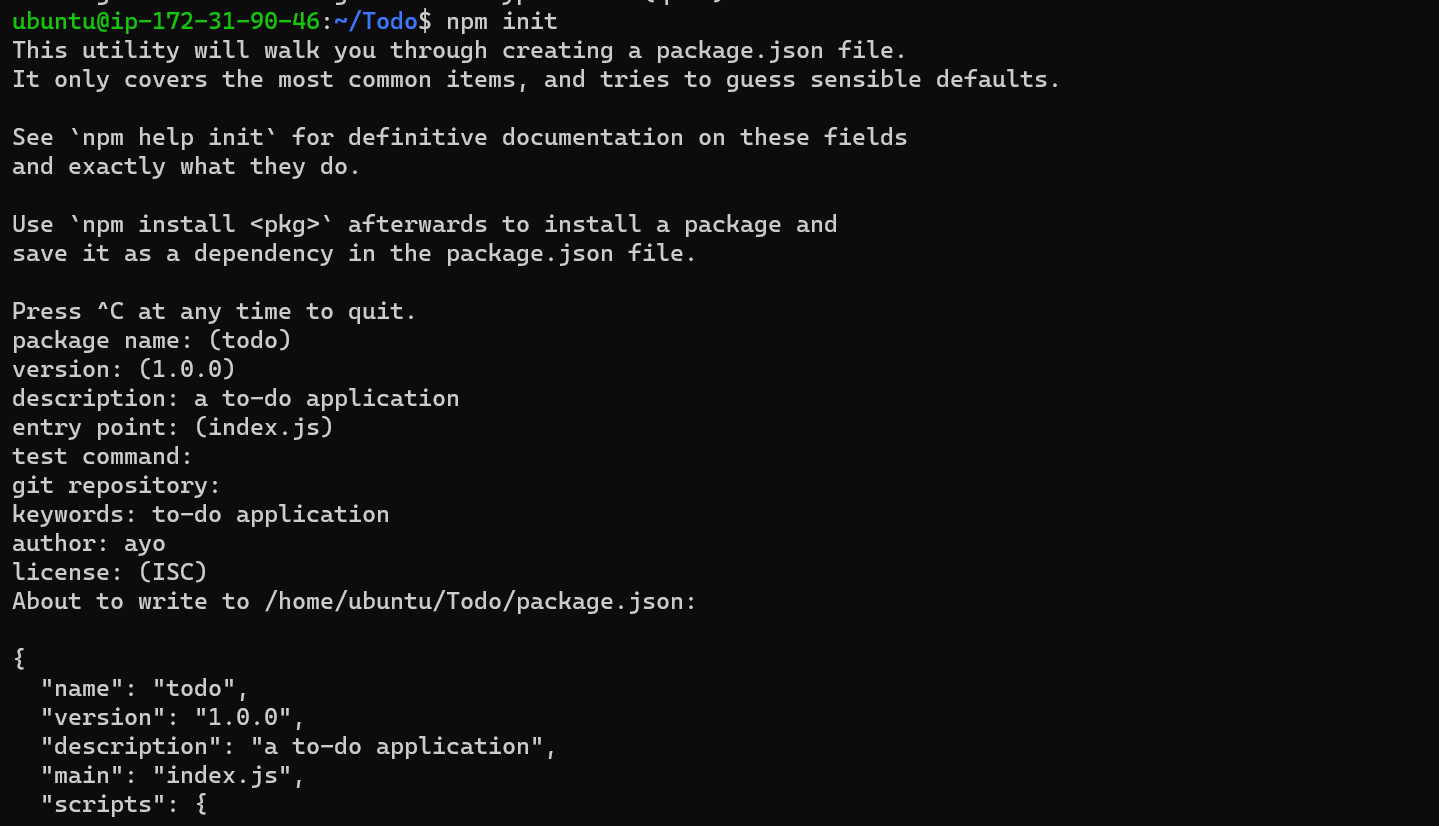 ubuntu@ip-172-31-90-46:~/Todo$ npm init
This utility will walk you through creating a package.json file.
It only covers the most common items, and tries to guess sensible defaults.
See `npm help init` for definitive documentation on these fields
and exactly what they do.
Use `npm install <pkg>` afterwards to install a package and
save it as a dependency in the package.json file.
Press ^C at any time to quit.
package name: (todo)
version: (1.0.0)
description: a to-do application
entry point: (index.js)
test command:
git repository:
keywords: to-do application
author: ayo
license: (ISC)
About to write to /home/ubuntu/Todo/package.json:
{
  "name": "todo",
  "version": "1.0.0",
  "description": "a to-do application",
  "main": "index.js",
  "scripts": {